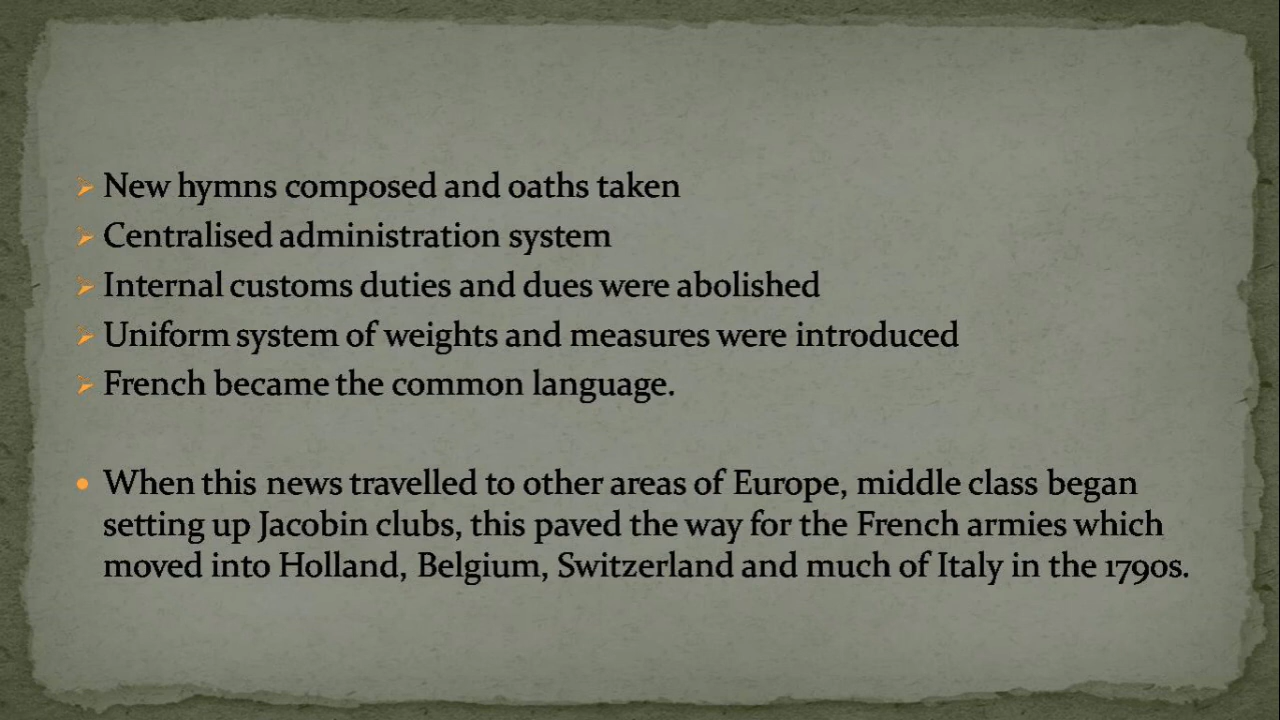 New hymns composed and oaths taken
Centralised administration system
Internal customs duties and dues were abolished
Uniform system of weights and measures were introduced
French became the common language.
When this news travelled to other areas of Europe, middle class began
setting up Jacobin clubs, this paved the way for the French armies which
moved into Holland, Belgium, Switzerland and much of Italy in the 1790s.